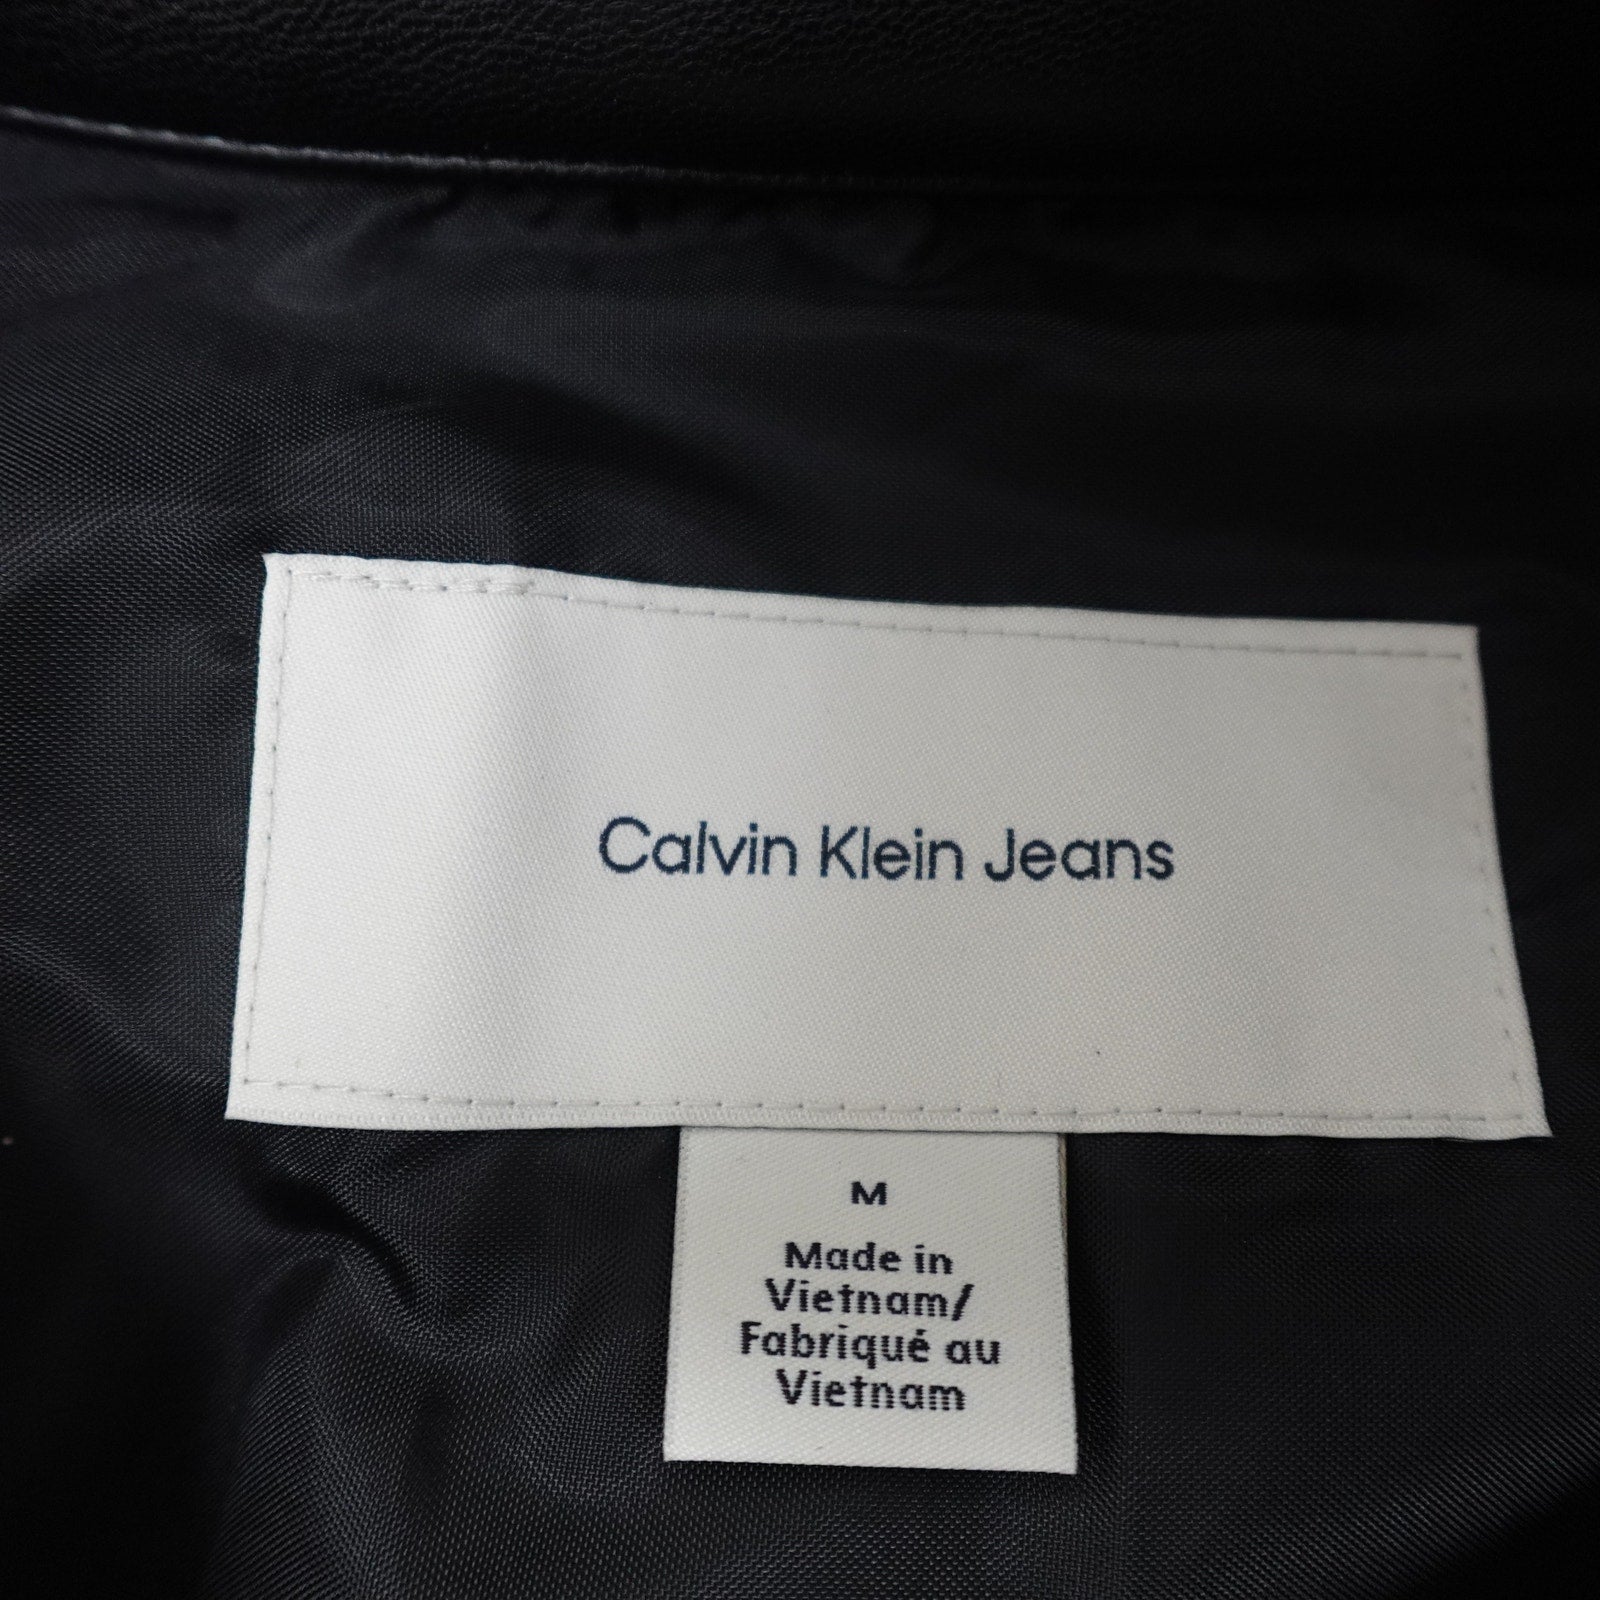 Calvin Klein Jeans
M
Made in
Vietnam/
Fabriqué au
Vietnam